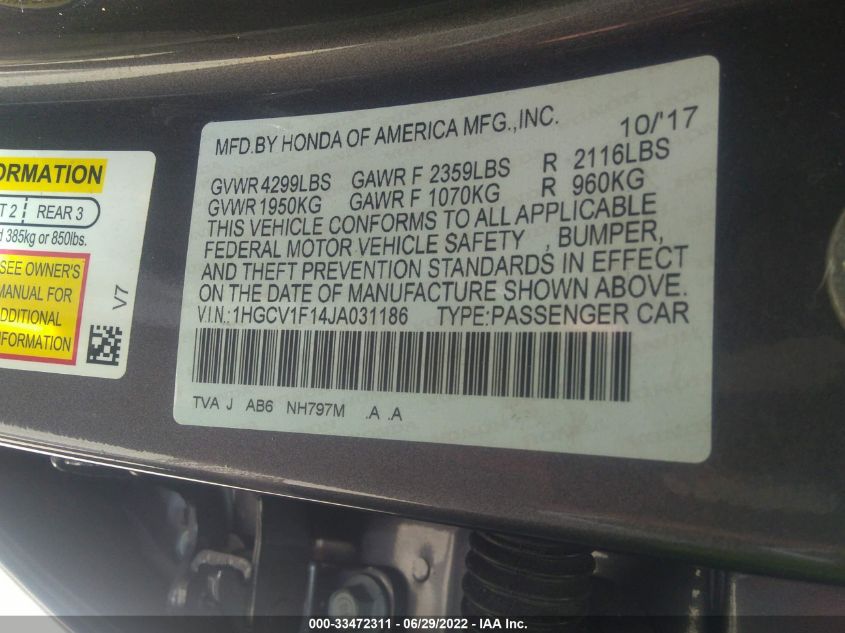 MFD.BY HONDA OF AMERICA MFG.,INC. 10/'17
GVWR 4299LBS GAWR F 2359LBS R 2116LBS
GVWR 1950KG GAWR F 1070KG R 960KG
THIS VEHICLE CONFORMS TO ALL APPLICABLE
FEDERAL MOTOR VEHICLE SAFETY , BUMPER,
AND THEFT PREVENTION STANDARDS IN EFFECT
ON THE DATE OF MANUFACTURE SHOWN ABOVE.
V.I.N.:1HGCV1F14JA031186 TYPE:PASSENGER CAR
TVA J AB6 NH797M .A .A
ORMATION
T 2 REAR 3
d 385kg or 850lbs.
SEE OWNER'S
MANUAL FOR
ADDITIONAL
INFORMATION
V7
000-33472311 - 06/29/2022 - IAA Inc.